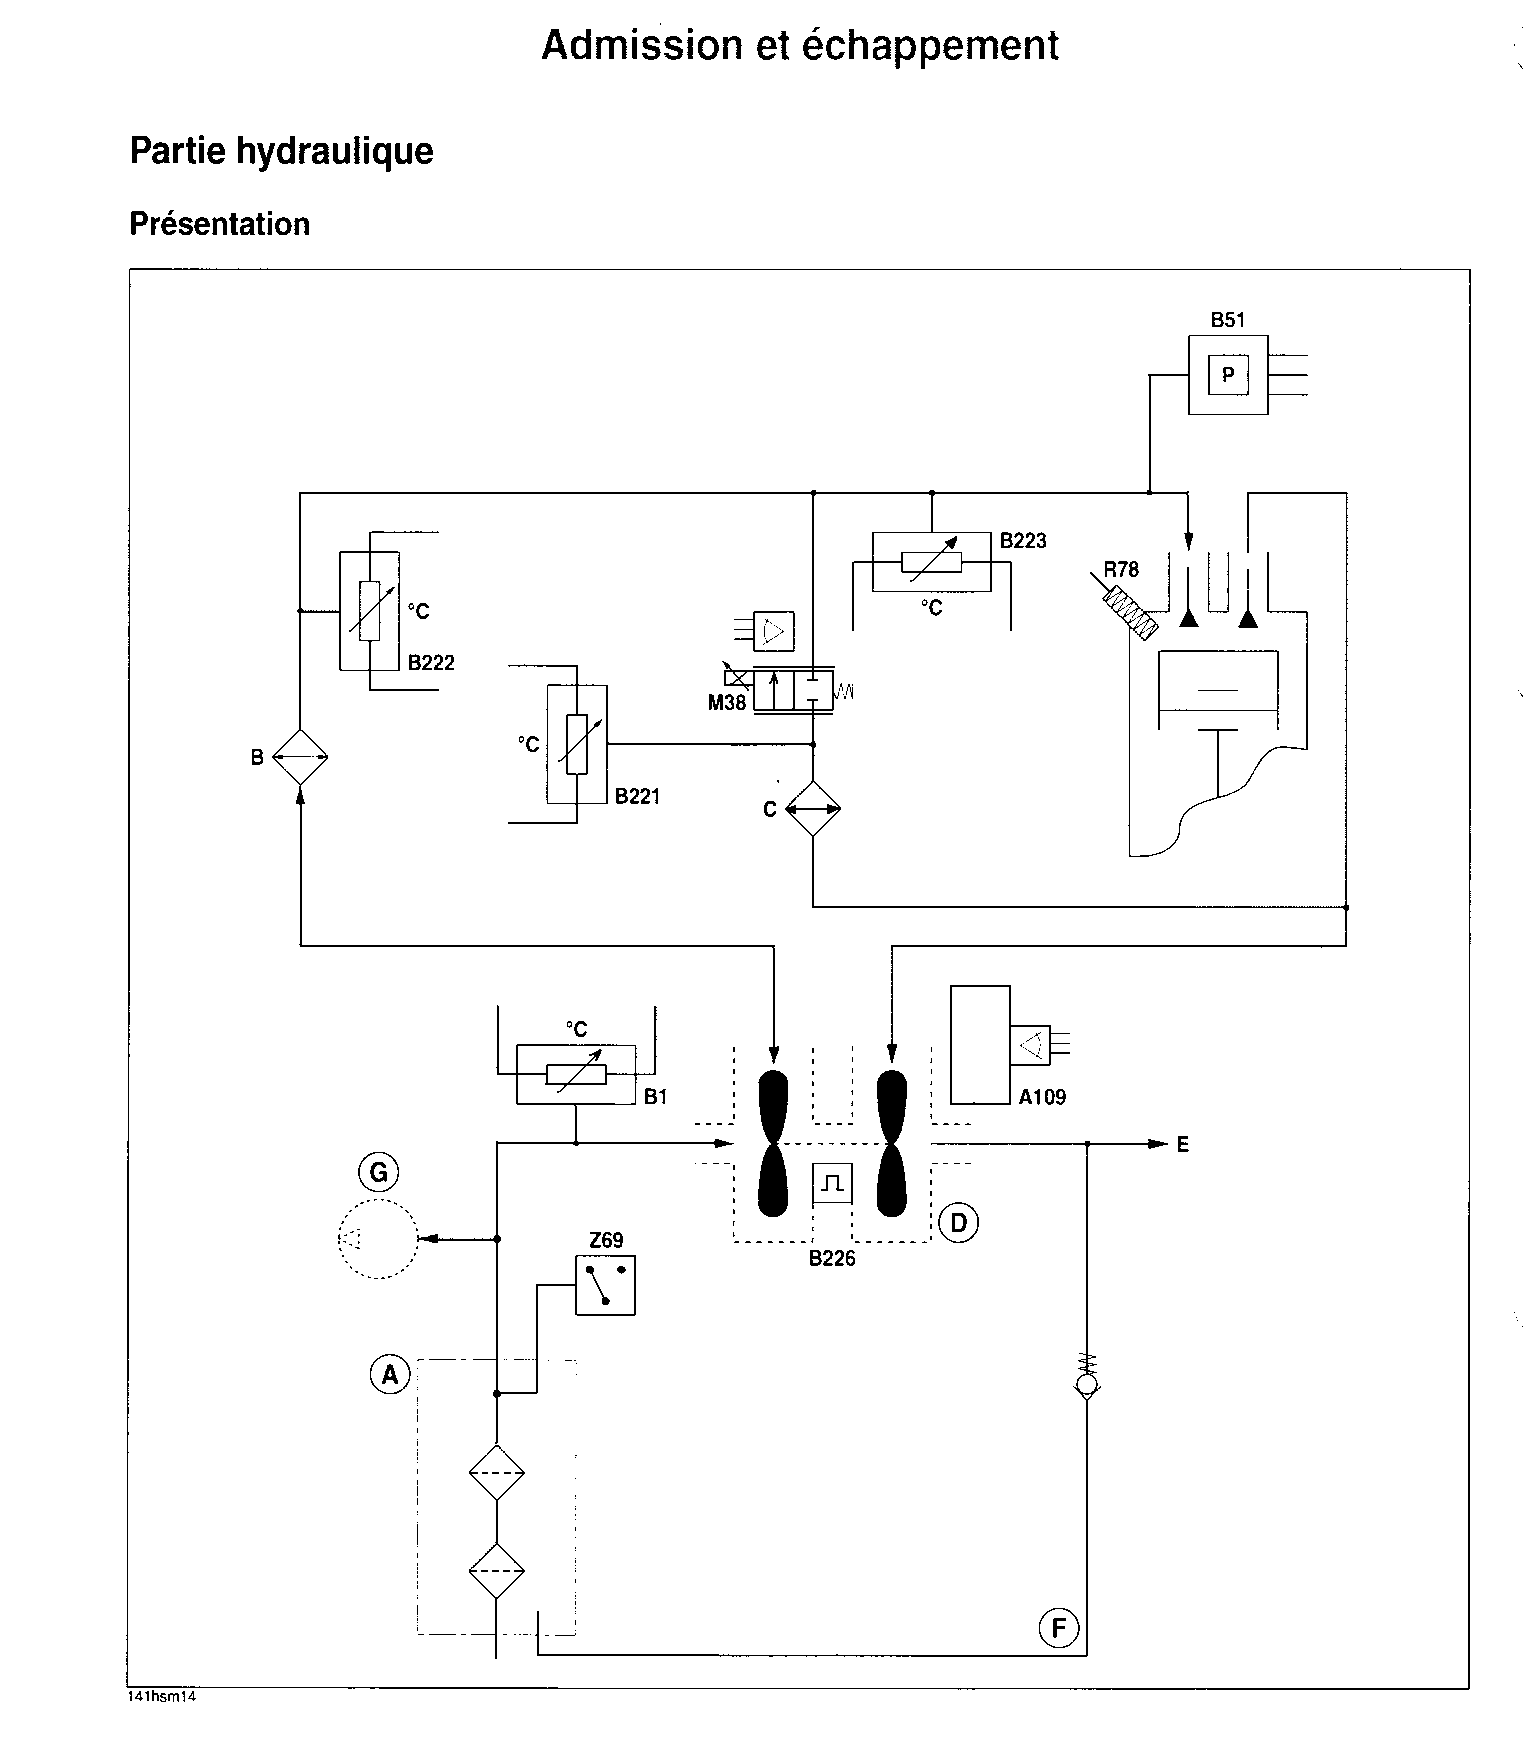 Admission et échappement
Partie hydraulique
Présentation
B51
P
B223
°C
R78
°C
B222
M38
°C
B221
B
C
°C
B1
A109
E
G
D
Z69
B226
A
F
141hsm14